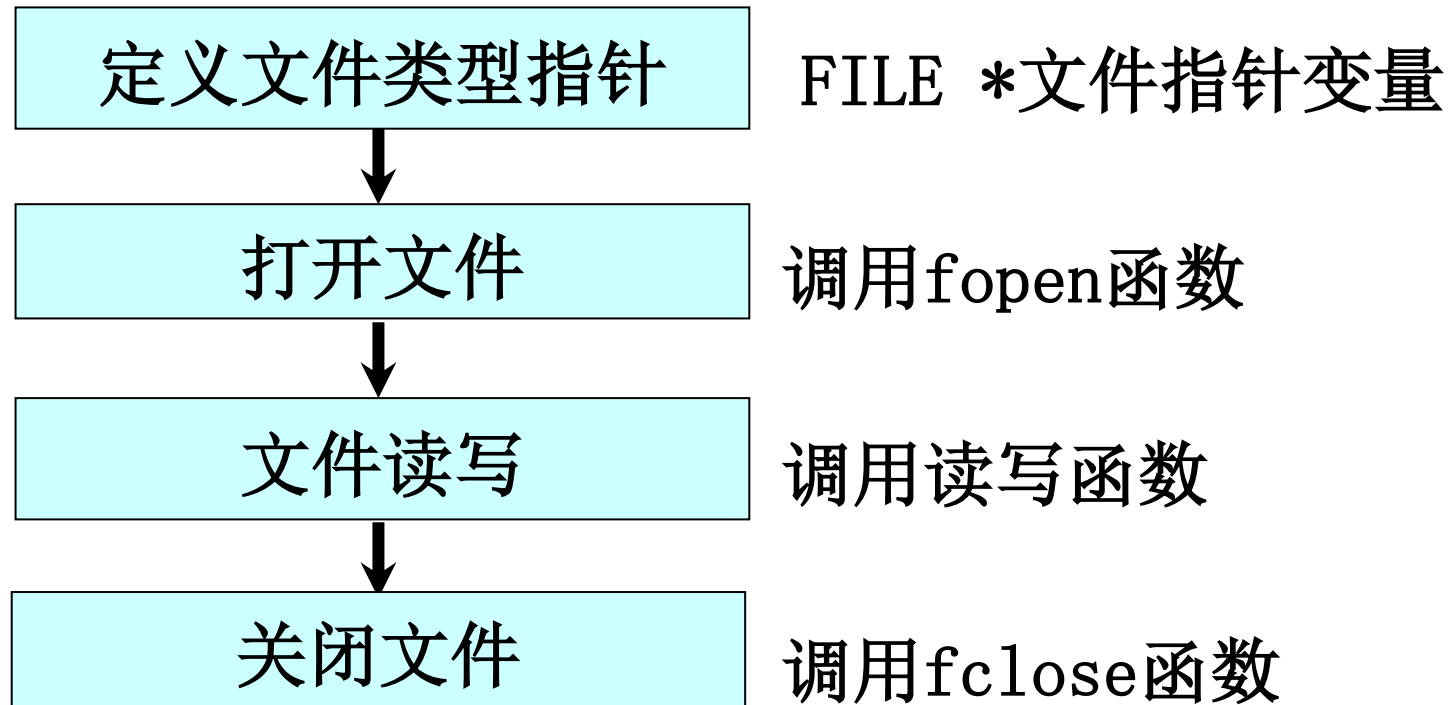 定义文件类型指针 FILE *文件指针变量
打开文件 调用fopen函数
文件读写 调用读写函数
关闭文件 调用fclose函数